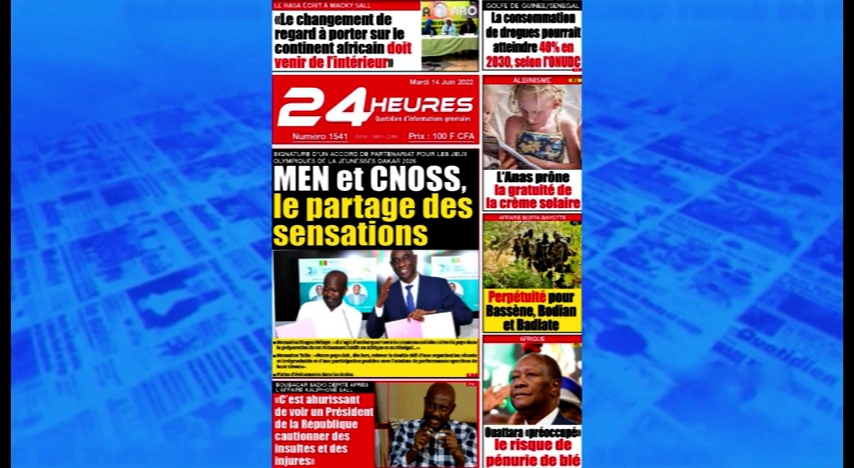 LE RASA ÉCRIT À MACKY SALL
«Le changement de
regard à porter sur le
continent africain doit
venir de l'intérieur»
GOLFE DE GUINÉE/SENEGAL
La consommation
de drogues pourrait
atteindre 40% en
2030, selon l'ONUDC
Mardi 14 Juin 2022
24 HEURES
Quotidien d'informations générales
Numéro 1541
Prix : 100 F CFA
ALBINISME
L'Anas prône
la gratuité de
la crème solaire
SIGNATURE D'UN ACCORD DE PARTENARIAT POUR LES JEUX
OLYMPIQUES DE LA JEUNESSES DAKAR 2026
MEN et CNOSS,
le partage des
sensations
AFFAIRE BOFFA-BAYOTTE
Perpétuité pour
Bassène, Bodian
et Badiate
BOUBACAR SADIO DÉPITÉ APRÈS
L'AFFAIRE KALIPHONE SALL
«C'est ahurissant
de voir un Président
de la République
cautionner des
insultes et des
injures»
AFRIQUE
Ouattara «préoccupé»
le risque de
pénurie de blé